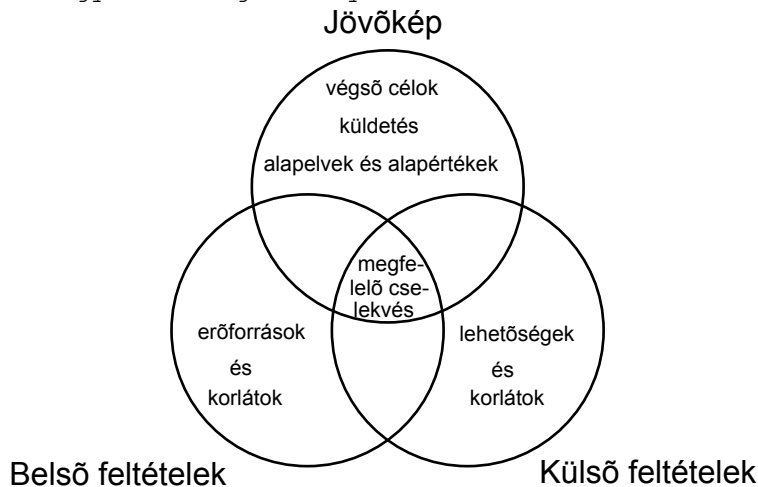 Jövõkép
végsõ célok
küldetés
alapelvek és alapértékek
megfe-
lelõ cse-
lekvés
erõforrások
és
korlátok
lehetõségek
és
korlátok
Belsõ feltételek
Külsõ feltételek